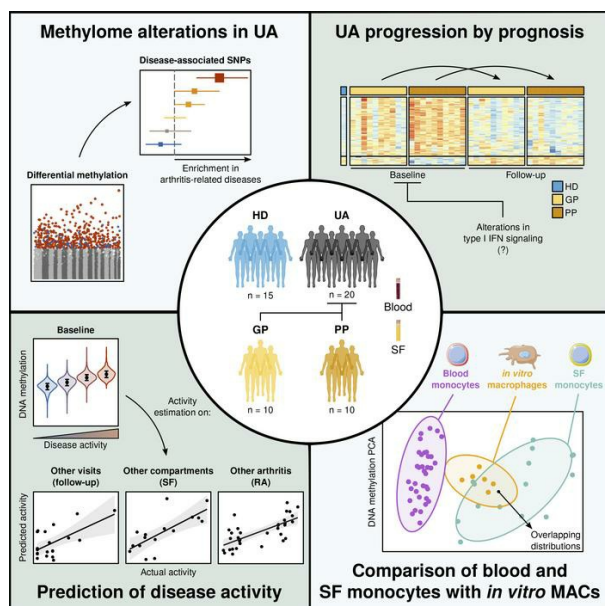 Methylome alterations in UA
Disease-associated SNPs
Enrichment in
arthritis-related diseases
Differential methylation
UA progression by prognosis
Baseline
Follow-up
HD
GP
PP
Alterations in
type I IFN signaling
(?)
HD
UA
n = 15
n = 20
Blood
SF
GP
PP
n = 10
n = 10
Baseline
DNA methylation
Disease activity
Activity
estimation on:
Other visits
(follow-up)
Other compartments
(SF)
Other arthritis
(RA)
Predicted activity
Actual activity
Prediction of disease activity
Blood
monocytes
in vitro
macrophages
SF
monocytes
DNA methylation PCA
Overlapping
distributions
Comparison of blood and
SF monocytes with in vitro MACs